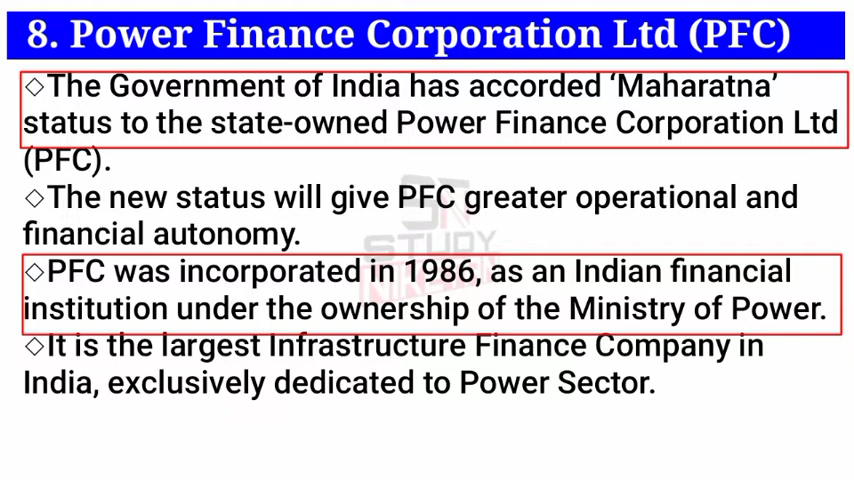 8. Power Finance Corporation Ltd (PFC)
◇The Government of India has accorded ‘Maharatna’
status to the state-owned Power Finance Corporation Ltd
(PFC).
◇The new status will give PFC greater operational and
financial autonomy.
◇PFC was incorporated in 1986, as an Indian financial
institution under the ownership of the Ministry of Power.
◇It is the largest Infrastructure Finance Company in
India, exclusively dedicated to Power Sector.
STUDY